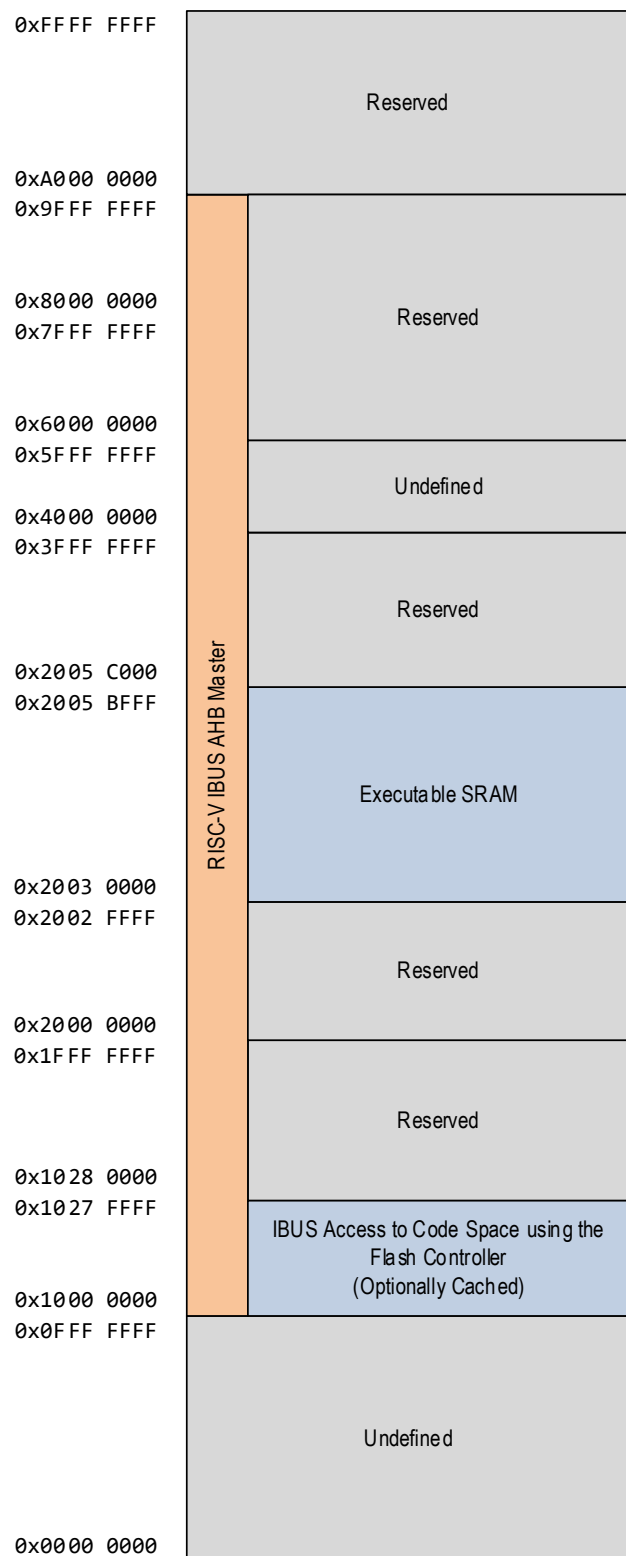 0xFFFF FFFF
Reserved
0xA000 0000
0x9FFF FFFF
0x8000 0000
Reserved
0x7FFF FFFF
0x6000 0000
0x5FFF FFFF
Undefined
0x4000 0000
0x3FFF FFFF
Reserved
0x2005 C000
0x2005 BFFF
RISC-V IBUS AHB Master
Executable SRAM
0x2003 0000
0x2002 FFFF
Reserved
0x2000 0000
0x1FFF FFFF
Reserved
0x1028 0000
0x1027 FFFF
IBUS Access to Code Space using the
Flash Controller
(Optionally Cached)
0x1000 0000
0x0FFF FFFF
Undefined
0x0000 0000